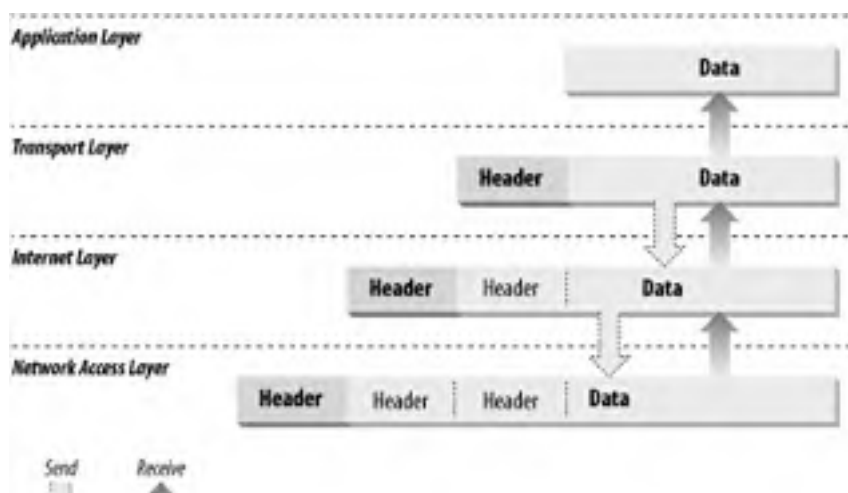 Application Layer
Data
Transport Layer
Header Data
Internet Layer
Header Header Data
Network Access Layer
Header Header Header Data
Send Receive